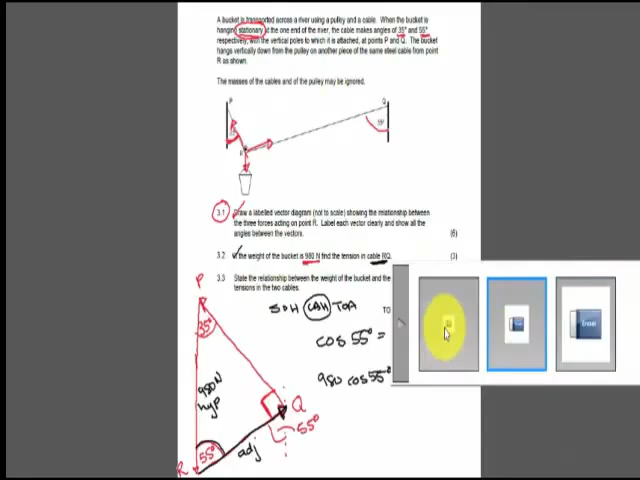 A bucket is transported across a river using a pulley and a cable. When the bucket is
hanging stationary at the one end of the river, the cable makes angles of 35° and 55°
respectively, with the vertical poles to which it is attached, at points P and Q. The bucket
hangs vertically down from the pulley on another piece of the same steel cable from point
R as shown.
The masses of the cables and of the pulley may be ignored.
P
Q
55°
3.1 Draw a labelled vector diagram (not to scale) showing the relationship between
the three forces acting on point R. Label each vector clearly and show all the
angles between the vectors. (6)
3.2 If the weight of the bucket is 980 N find the tension in cable RQ. (3)
3.3 State the relationship between the weight of the bucket and the
tensions in the two cables.
P
SOH CAH TOA
TO
35°
cos 55° =
980N
hyp
980 cos 55°
Q
55°
55°
adj
R